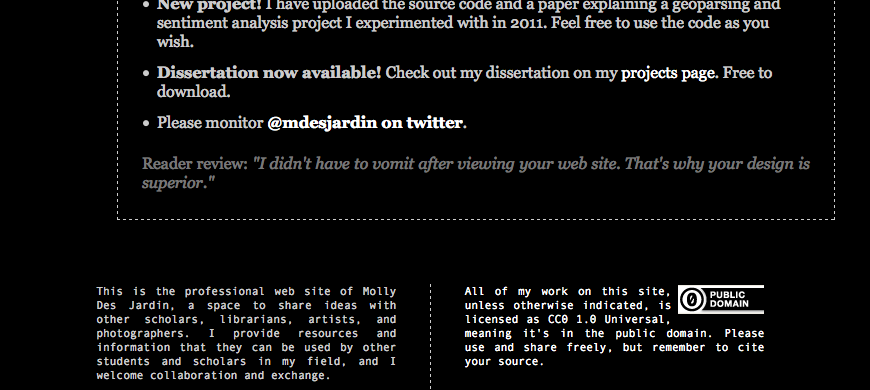 • New project! I have uploaded the source code and a paper explaining a geoparsing and
sentiment analysis project I experimented with in 2011. Feel free to use the code as you
wish.
• Dissertation now available! Check out my dissertation on my projects page. Free to
download.
• Please monitor @mdesjardin on twitter.
Reader review: "I didn't have to vomit after viewing your web site. That's why your design is
superior."
This is the professional web site of Molly
Des Jardin, a space to share ideas with
other scholars, librarians, artists, and
photographers. I provide resources and
information that they can be used by other
students and scholars in my field, and I
welcome collaboration and exchange.
All of my work on this site,
unless otherwise indicated, is
licensed as CC0 1.0 Universal,
meaning it's in the public domain. Please
use and share freely, but remember to cite
your source.
0 PUBLIC
DOMAIN